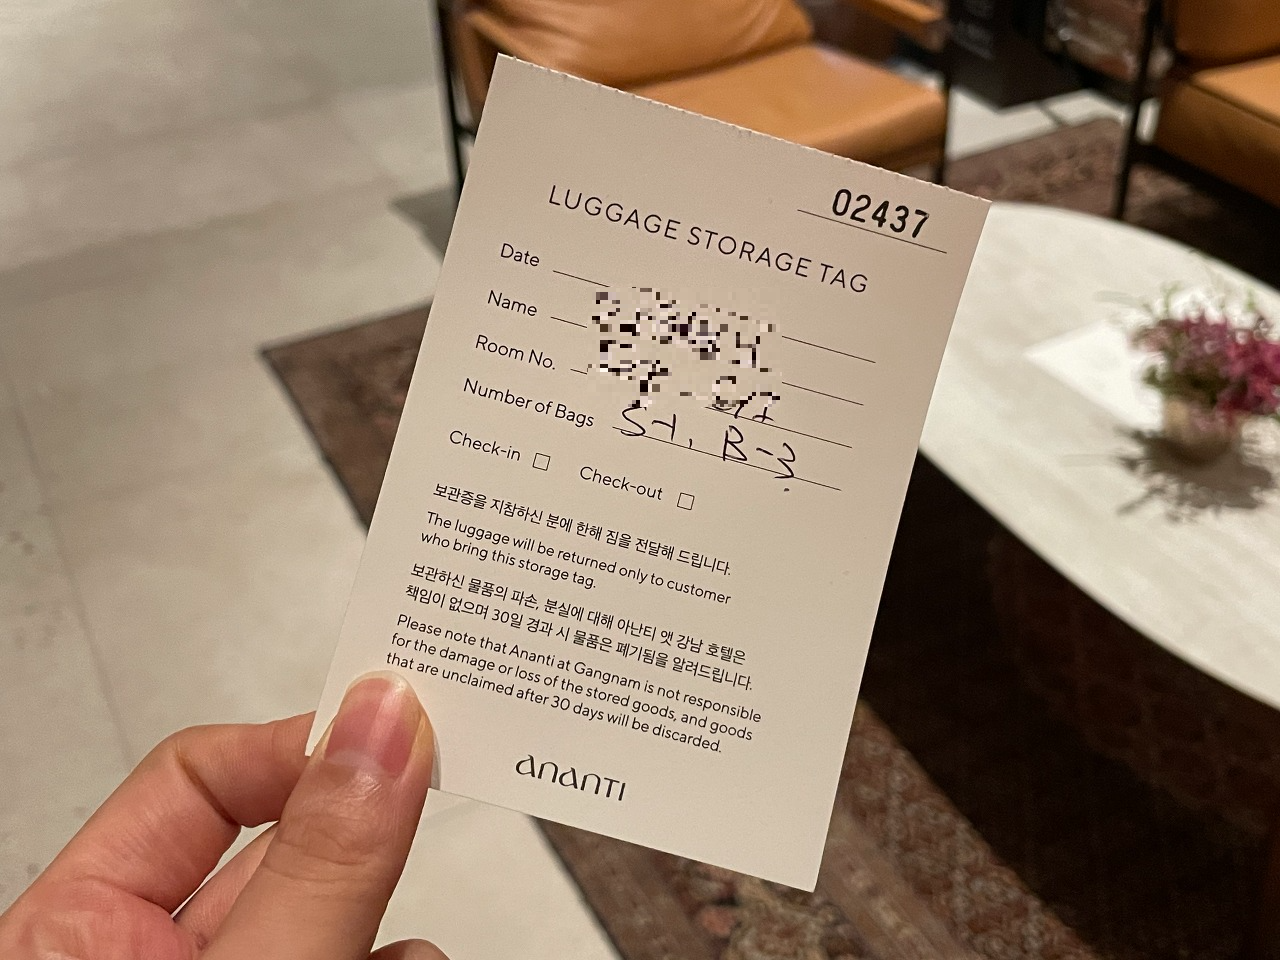 02437
LUGGAGE STORAGE TAG
Date
Name
Room No.
Number of Bags S-1, B-3
Check-in □ Check-out □
보관증을 지참하신 분에 한해 짐을 전달해 드립니다.
The luggage will be returned only to customer
who bring this storage tag.
보관하신 물품의 파손, 분실에 대해 아난티 앳 강남 호텔은
책임이 없으며 30일 경과 시 물품은 폐기됨을 알려드립니다.
Please note that Ananti at Gangnam is not responsible
for the damage or loss of the stored goods, and goods
that are unclaimed after 30 days will be discarded.
ANANTI